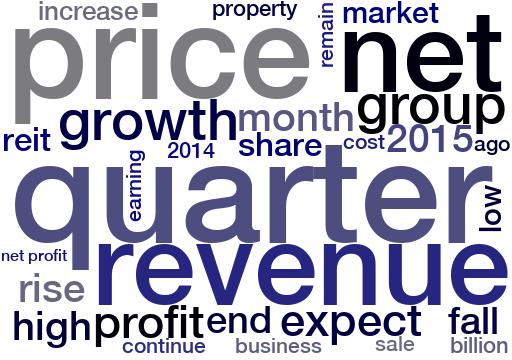 increase property remain market
price net
growth month group
reit 2014 share cost 2015 ago
quarter earning low
net profit revenue
rise
high profit end expect fall
continue business sale billion